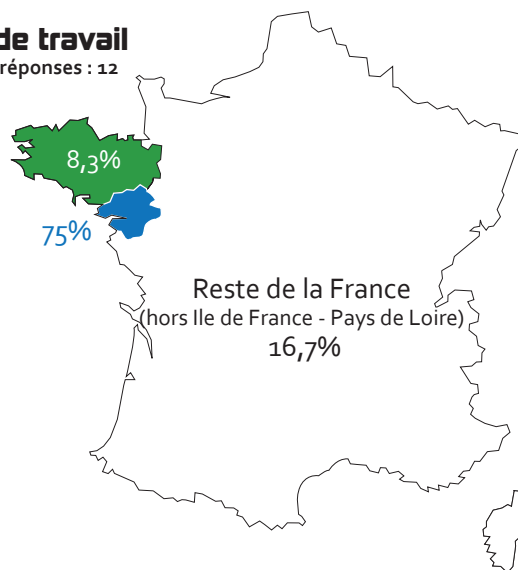 de travail
réponses : 12
8,3%
75%
Reste de la France
(hors Ile de France - Pays de Loire)
16,7%